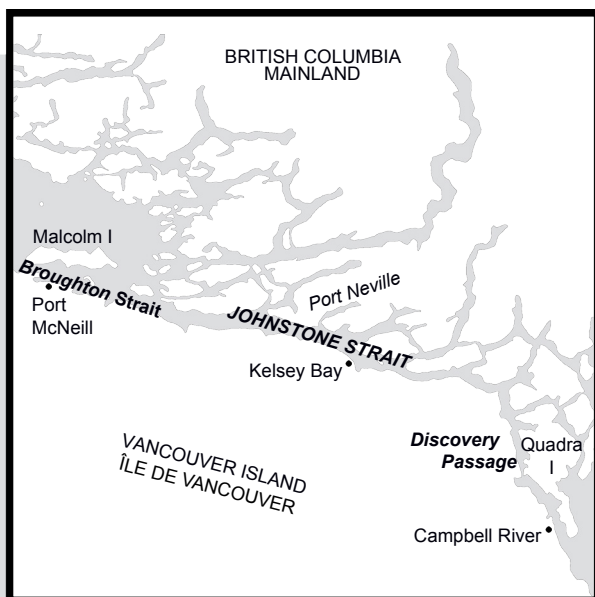 BRITISH COLUMBIA
MAINLAND
Malcolm I
Broughton Strait
Port
McNeill
Port Neville
JOHNSTONE STRAIT
Kelsey Bay
VANCOUVER ISLAND
ÎLE DE VANCOUVER
Discovery
Passage
Quadra
I
Campbell River